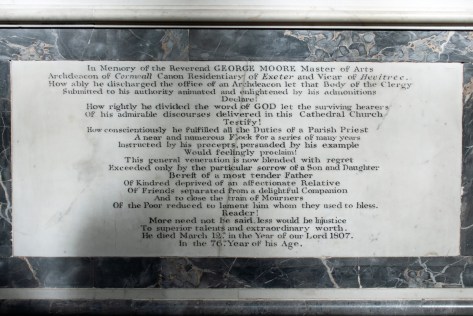 In Memory of the Reverend GEORGE MOORE Master of Arts
Archdeacon of Cornwall Canon Residentiary of Exeter and Vicar of Heavitree.
How ably he discharged the office of an Archdeacon let that Body of the Clergy
Submitted to his authority animated and enlightened by his admonitions
Declare!
How rightly he divided the word of GOD let the surviving hearers
Of his admirable discourses delivered in this Cathedral Church
Testify!
How conscientiously he fulfilled all the Duties of a Parish Priest
A near and numerous Flock for a series of many years
Instructed by his precepts, persuaded by his example
Would feelingly proclaim!
This general veneration is now blended with regret
Exceeded only by the particular sorrow of a Son and Daughter
Bereft of a most tender Father
Of Kindred deprived of an affectionate Relative
Of Friends separated from a delightful Companion
And to close the train of Mourners
Of the Poor reduced to lament him whom they used to bless.
Reader!
More need not be said, less would be Injustice
To superior talents and extraordinary worth.
He died March 12th in the Year of our Lord 1807.
In the 76th Year of his Age.